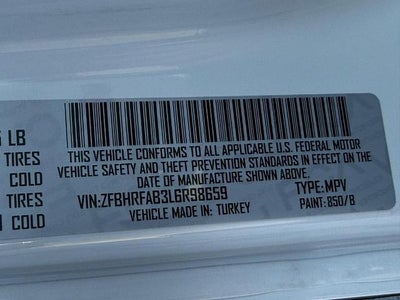 LB
THIS VEHICLE CONFORMS TO ALL APPLICABLE U.S. FEDERAL MOTOR
TIRES VEHICLE SAFETY AND THEFT PREVENTION STANDARDS IN EFFECT ON THE
COLD DATE OF MANUFACTURE SHOWN ABOVE.
TIRES VIN:ZFBHRFAB3L6R98659 TYPE:MPV
COLD VEHICLE MADE IN: TURKEY PAINT: 850/B